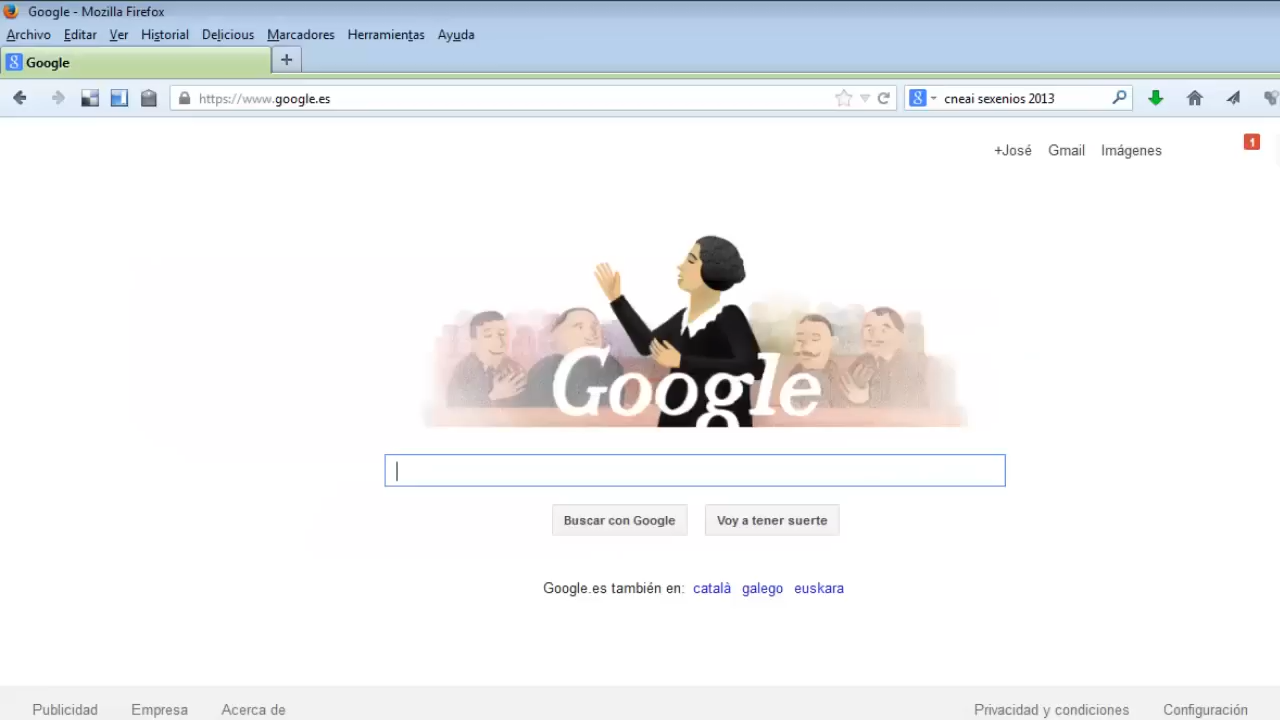 Google - Mozilla Firefox
Archivo Editar Ver Historial Delicious Marcadores Herramientas Ayuda
8 Google +
https://www.google.es 8 cneai sexenios 2013
1
+José Gmail Imágenes
Google
Buscar con Google Voy a tener suerte
Google.es también en: català galego euskara
Publicidad Empresa Acerca de Privacidad y condiciones Configuración